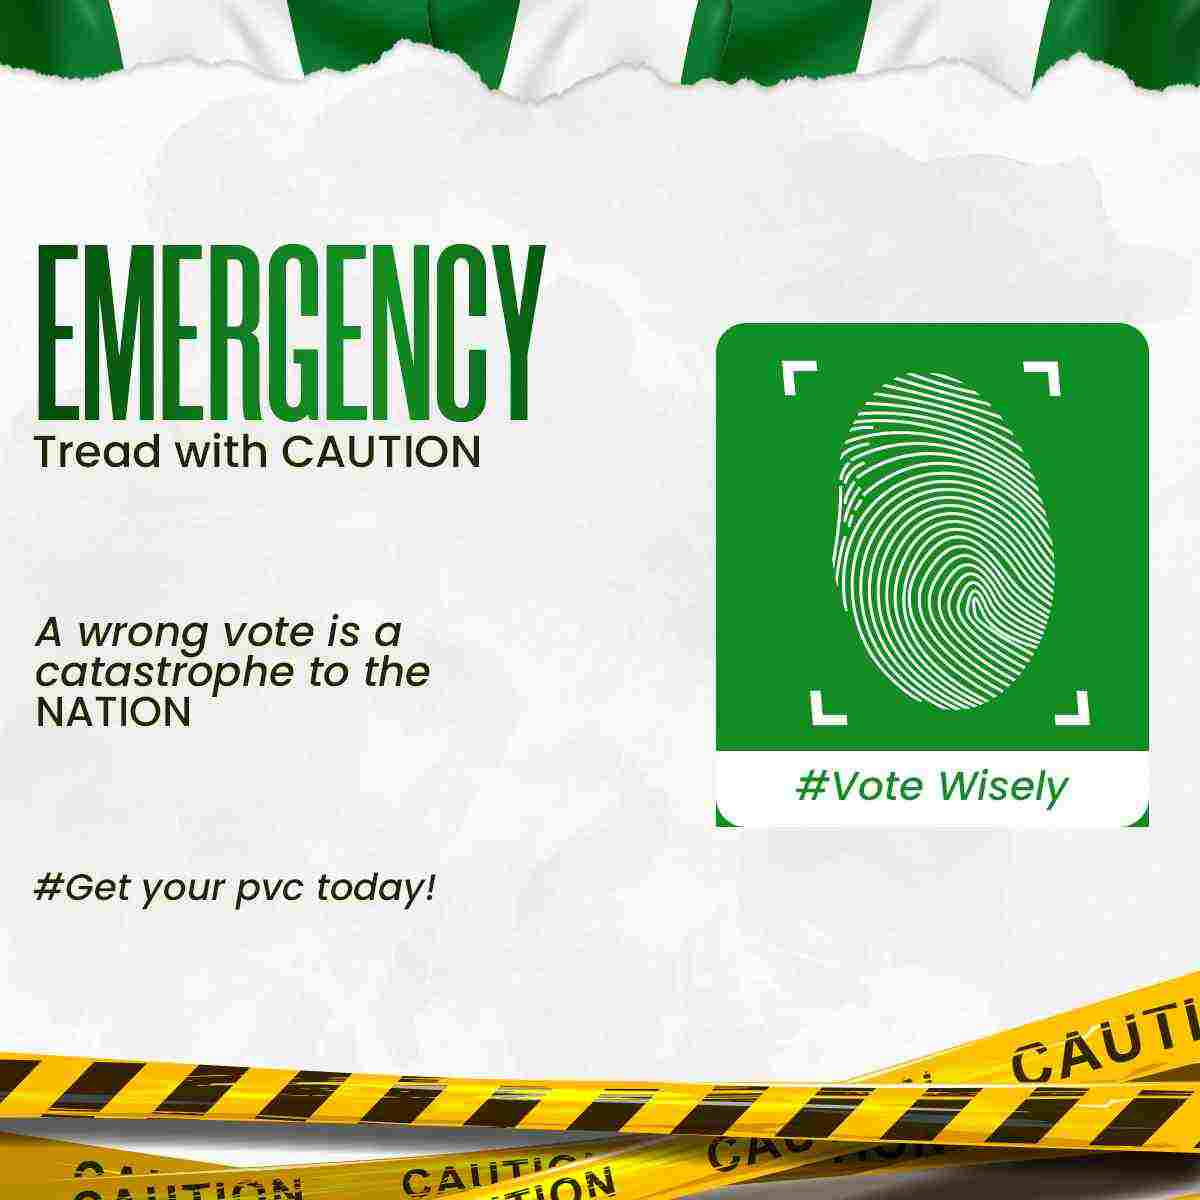 EMERGENCY
Tread with CAUTION
A wrong vote is a
catastrophe to the
NATION
#Vote Wisely
#Get your pvc today!
CAUTI
CAUTION
CAUTION
CAUTION